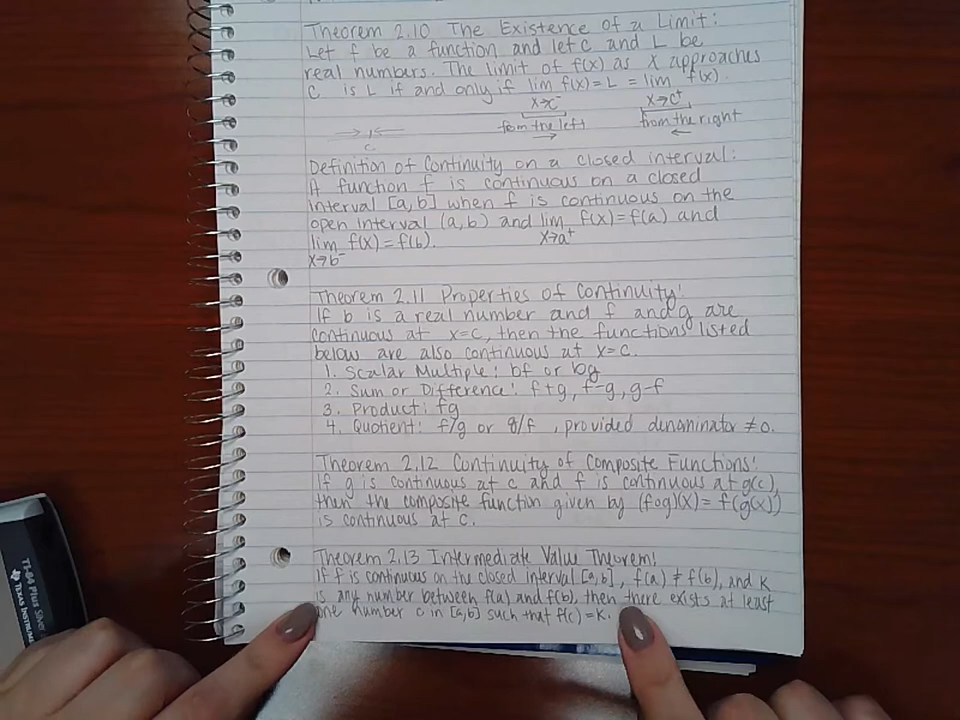 Theorem 2.10 The Existence of a Limit:
Let f be a function and let c and L be
real numbers. The limit of f(x) as x approaches
c is L if and only if lim f(x) = L = lim f(x).
x→c⁻ x→c⁺
from the left from the right
→ ←
→|←
c
Definition of Continuity on a closed interval:
A function f is continuous on a closed
interval [a,b] when f is continuous on the
open interval (a,b) and lim f(x) = f(a) and
x→a⁺
lim f(x) = f(b).
x→b⁻
Theorem 2.11 Properties of Continuity:
If b is a real number and f and g are
continuous at x=c, then the functions listed
below are also continuous at x=c.
1. Scalar Multiple: bf or bg
2. Sum or Difference: f+g, f-g, g-f
3. Product: fg
4. Quotient: f/g or g/f, provided denominator ≠0.
Theorem 2.12 Continuity of Composite Functions:
If g is continuous at c and f is continuous at g(c),
then the composite function given by (fog)(x) = f(g(x))
is continuous at c.
Theorem 2.13 Intermediate Value Theorem:
If f is continuous on the closed interval [a,b], f(a) ≠ f(b), and k
is any number between f(a) and f(b), then there exists at least
one number c in [a,b] such that f(c) = k.
TI-84 Plus Silver
TEXAS INSTRUM